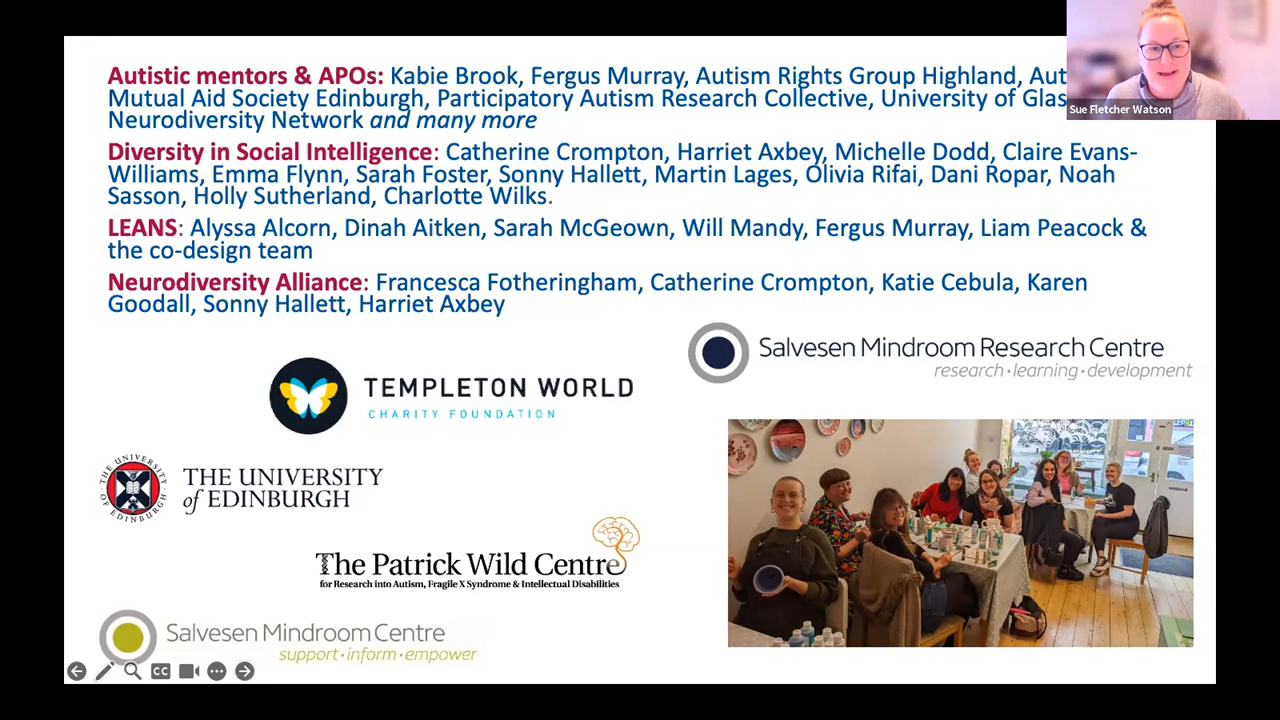 Autistic mentors & APOs: Kabie Brook, Fergus Murray, Autism Rights Group Highland, Aut
Mutual Aid Society Edinburgh, Participatory Autism Research Collective, University of Glas
Neurodiversity Network and many more
Diversity in Social Intelligence: Catherine Crompton, Harriet Axbey, Michelle Dodd, Claire Evans-
Williams, Emma Flynn, Sarah Foster, Sonny Hallett, Martin Lages, Olivia Rifai, Dani Ropar, Noah
Sasson, Holly Sutherland, Charlotte Wilks.
LEANS: Alyssa Alcorn, Dinah Aitken, Sarah McGeown, Will Mandy, Fergus Murray, Liam Peacock &
the co-design team
Neurodiversity Alliance: Francesca Fotheringham, Catherine Crompton, Katie Cebula, Karen
Goodall, Sonny Hallett, Harriet Axbey
Sue Fletcher Watson
Salvesen Mindroom Research Centre
research·learning·development
TEMPLETON WORLD
CHARITY FOUNDATION
THE UNIVERSITY OF EDINBURGH
THE UNIVERSITY
of EDINBURGH
The Patrick Wild Centre
for Research into Autism, Fragile X Syndrome & Intellectual Disabilities
Salvesen Mindroom Centre
support·inform·empower
CC